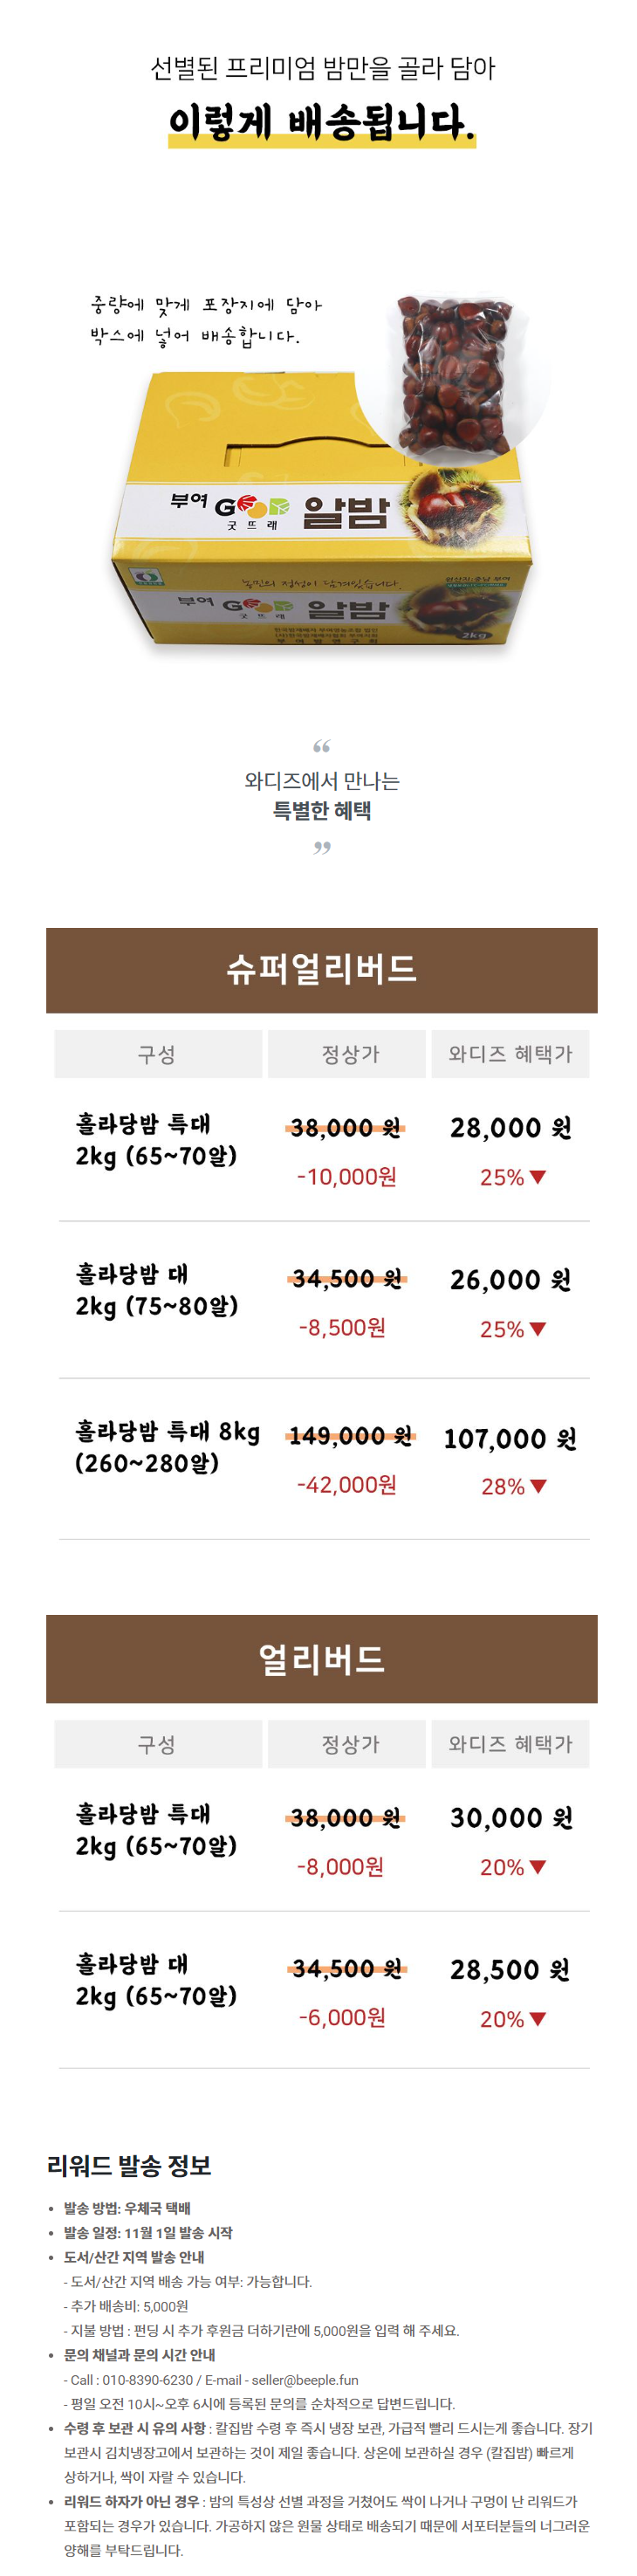 선별된 프리미엄 밤만을 골라 담아
이렇게 배송됩니다.
중량에 맞게 포장지에 담아
박스에 넣어 배송합니다.
부여 GOOD 알밤
굿 뜨 래
농민의 정성이 담겨있습니다.
원산지:충남 부여
부여 GOOD 알밤
굿 뜨 래
2kg
“
와디즈에서 만나는
특별한 혜택
”
슈퍼얼리버드
구성 정상가 와디즈 혜택가
홀라당밤 특대 38,000 원 28,000 원
2kg (65~70알) -10,000원 25%▼
홀라당밤 대 34,500 원 26,000 원
2kg (75~80알) -8,500원 25%▼
홀라당밤 특대 8kg 149,000 원 107,000 원
(260~280알) -42,000원 28%▼
얼리버드
구성 정상가 와디즈 혜택가
홀라당밤 특대 38,000 원 30,000 원
2kg (65~70알) -8,000원 20%▼
홀라당밤 대 34,500 원 28,500 원
2kg (65~70알) -6,000원 20%▼
리워드 발송 정보
• 발송 방법: 우체국 택배
• 발송 일정: 11월 1일 발송 시작
• 도서/산간 지역 발송 안내
- 도서/산간 지역 배송 가능 여부: 가능합니다.
- 추가 배송비: 5,000원
- 지불 방법 : 펀딩 시 추가 후원금 더하기란에 5,000원을 입력 해 주세요.
• 문의 채널과 문의 시간 안내
- Call : 010-8390-6230 / E-mail - seller@beeple.fun
- 평일 오전 10시~오후 6시에 등록된 문의를 순차적으로 답변드립니다.
• 수령 후 보관 시 유의 사항 : 칼집밤 수령 후 즉시 냉장 보관, 가급적 빨리 드시는게 좋습니다. 장기
보관시 김치냉장고에서 보관하는 것이 제일 좋습니다. 상온에 보관하실 경우 (칼집밤) 빠르게
상하거나, 싹이 자랄 수 있습니다.
• 리워드 하자가 아닌 경우 : 밤의 특성상 선별 과정을 거쳤어도 싹이 나거나 구멍이 난 리워드가
포함되는 경우가 있습니다. 가공하지 않은 원물 상태로 배송되기 때문에 서포터분들의 너그러운
양해를 부탁드립니다.